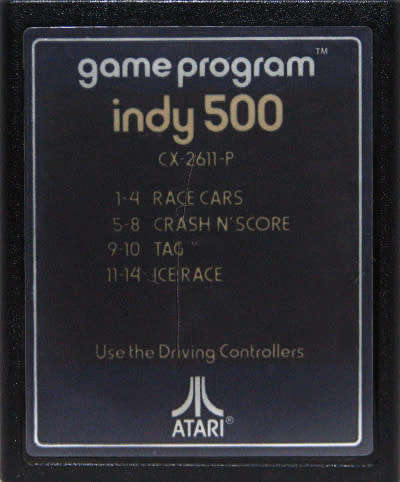 game program™
indy 500
CX-2611-P
1-4 RACE CARS
5-8 CRASH N' SCORE
9-10 TAG
11-14 ICE RACE
Use the Driving Controllers
ATARI®